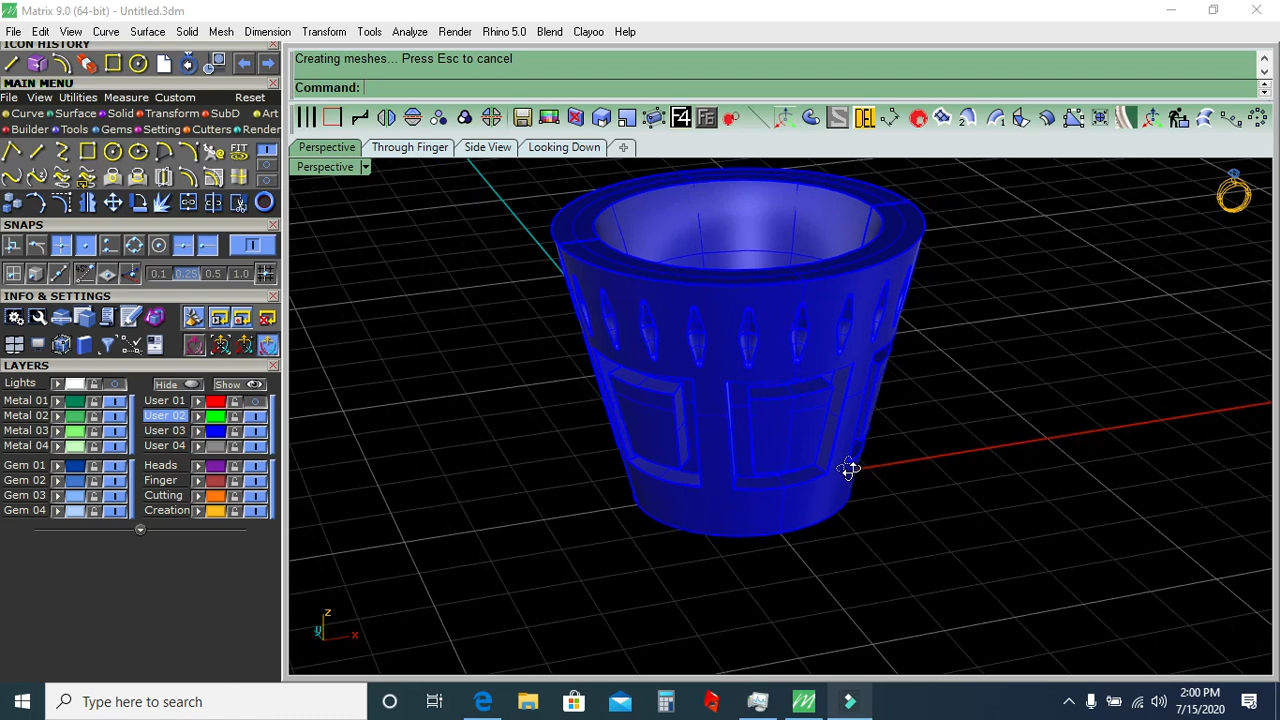 Matrix 9.0 (64-bit) - Untitled.3dm
File Edit View Curve Surface Solid Mesh Dimension Transform Tools Analyze Render Rhino 5.0 Blend Clayoo Help
ICON HISTORY
Creating meshes... Press Esc to cancel
Command:
MAIN MENU
File View Utilities Measure Custom Reset
Curve Surface Solid Transform SubD Art
Builder Tools Gems Setting Cutters Render
F4 DEL
Perspective Through Finger Side View Looking Down
Perspective
FIT
SNAPS
0.1 0.25 0.5 1.0
INFO & SETTINGS
LAYERS
Lights Hide Show
Metal 01 User 01
Metal 02 User 02
Metal 03 User 03
Metal 04 User 04
Gem 01 Heads
Gem 02 Finger
Gem 03 Cutting
Gem 04 Creation
z
y x
Type here to search
2:00 PM
7/15/2020